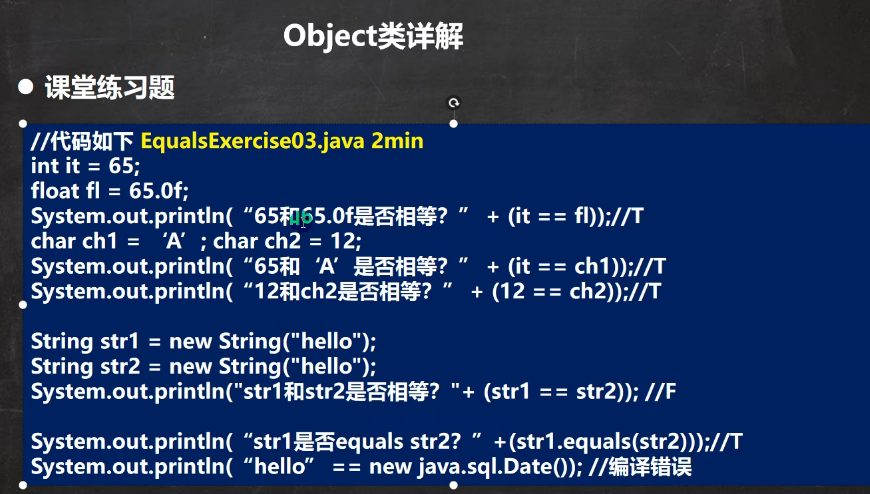 Object类详解
课堂练习题
//代码如下 EqualsExercise03.java 2min
int it = 65;
float fl = 65.0f;
System.out.println( “65和65.0f是否相等？” + (it == fl));//T
char ch1 = ‘A’ ; char ch2 = 12;
System.out.println( “65和‘A’是否相等？” + (it == ch1));//T
System.out.println( “12和ch2是否相等？” + (12 == ch2));//T
String str1 = new String("hello");
String str2 = new String("hello");
System.out.println("str1和str2是否相等？"+ (str1 == str2)); //F
System.out.println( “str1是否equals str2？” +(str1.equals(str2)));//T
System.out.println( “hello” == new java.sql.Date()); //编译错误